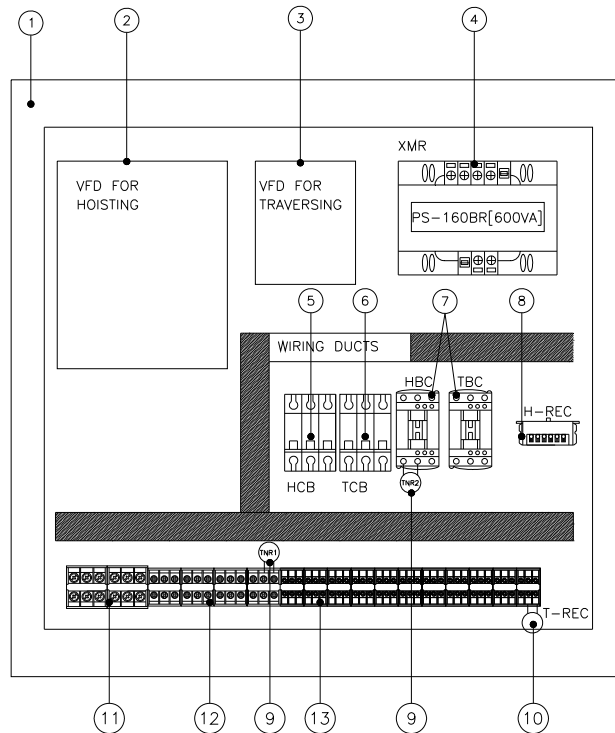 1
2
3
4
XMR
VFD FOR
HOISTING
VFD FOR
TRAVERSING
PS-160BR[600VA]
5
6
7
8
WIRING DUCTS
HBC
TBC
H-REC
HCB
TCB
TNR2
TNR1
T-REC
11
12
9
13
9
10